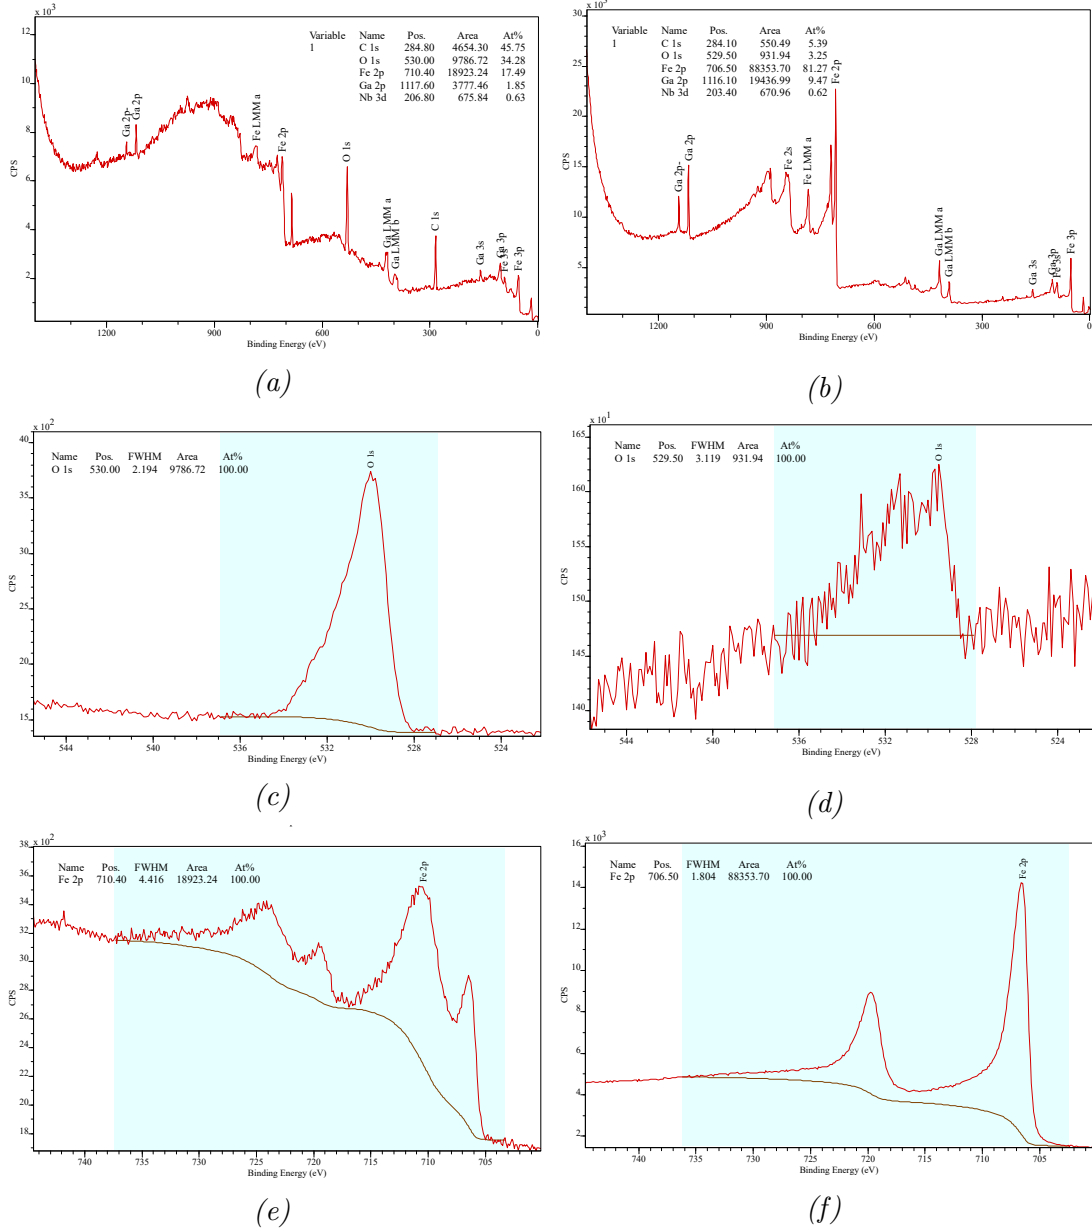 x 10³
Variable Name Pos. Area At%
1 C 1s 284.80 4654.30 45.75
O 1s 530.00 9786.72 34.28
Fe 2p 710.40 18923.24 17.49
Ga 2p 1117.60 3777.46 1.85
Nb 3d 206.80 675.84 0.63
12
10
8
6
4
2
CPS
Ga 2p-
Ga 2p
Fe LMM a
Fe 2p
O 1s
Ga LMM a
Ga LMM b
C 1s
Ga 3s
Ga 3p
Fe 3s
Fe 3p
1200 900 600 300 0
Binding Energy (eV)
(a)
x 10³
Variable Name Pos. Area At%
1 C 1s 284.10 550.49 5.39
O 1s 529.50 931.94 3.25
Fe 2p 706.50 88353.70 81.27
Ga 2p 1116.10 19436.99 9.47
Nb 3d 203.40 670.96 0.62
30
25
20
15
10
5
CPS
Ga 2p-
Ga 2p
Fe 2s
Fe LMM a
Fe 2p
Ga LMM a
Ga LMM b
Ga 3s
Ga 3p
Fe 3s
Fe 3p
1200 900 600 300 0
Binding Energy (eV)
(b)
x 10²
Name Pos. FWHM Area At%
O 1s 530.00 2.194 9786.72 100.00
O 1s
40
35
30
25
20
15
CPS
544 540 536 532 528 524
Binding Energy (eV)
(c)
x 10¹
Name Pos. FWHM Area At%
O 1s 529.50 3.119 931.94 100.00
O 1s
165
160
155
150
145
140
CPS
544 540 536 532 528 524
Binding Energy (eV)
(d)
x 10²
Name Pos. FWHM Area At%
Fe 2p 710.40 4.416 18923.24 100.00
Fe 2p
38
34
32
30
28
26
24
22
20
18
CPS
740 735 730 725 720 715 710 705
Binding Energy (eV)
(e)
x 10³
Name Pos. FWHM Area At%
Fe 2p 706.50 1.804 88353.70 100.00
Fe 2p
16
14
12
10
8
6
4
2
CPS
740 735 730 725 720 715 710 705
Binding Energy (eV)
(f)